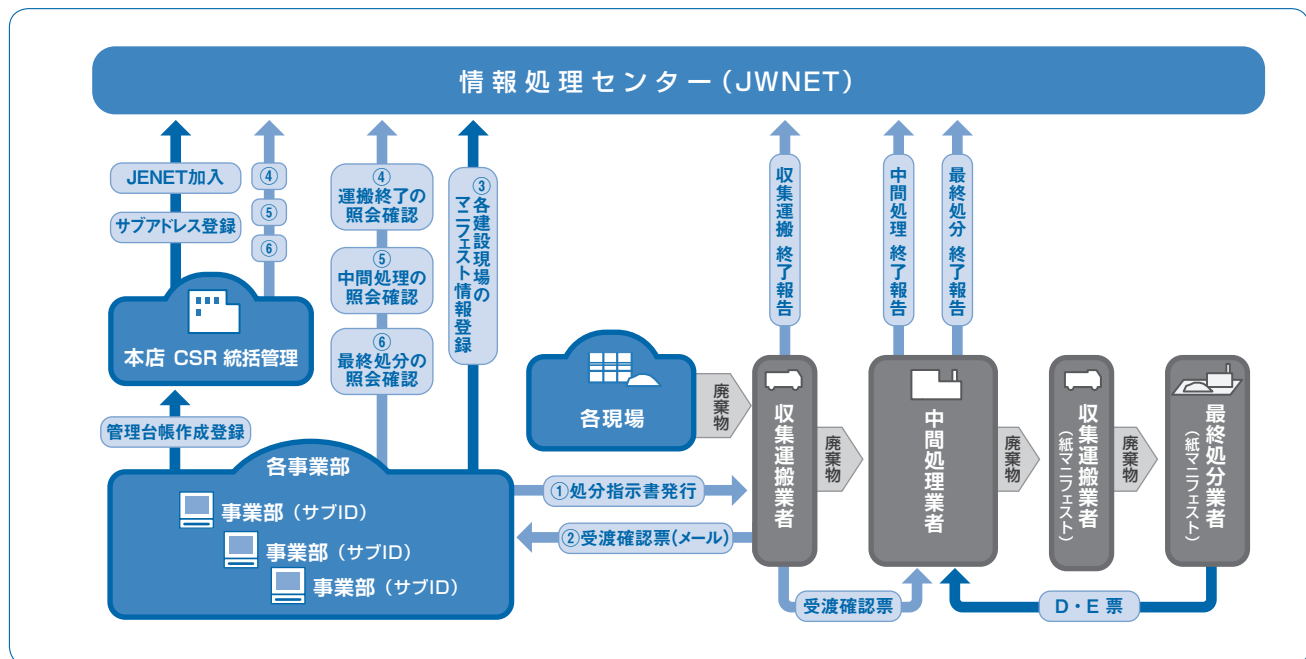 情報処理センター（JWNET）
JENET加入
サブアドレス登録
④
⑤
⑥
④
運搬終了の
照会確認
⑤
中間処理の
照会確認
⑥
最終処分の
照会確認
③各建設現場の
マニフェスト情報登録
収集運搬 終了報告
中間処理 終了報告
最終処分 終了報告
本店 CSR 統括管理
管理台帳作成登録
各事業部
事業部（サブID）
事業部（サブID）
事業部（サブID）
①処分指示書発行
②受渡確認票(メール)
各現場
廃棄物
収集運搬業者
廃棄物
中間処理業者
廃棄物
収集運搬業者
（紙マニフェスト）
廃棄物
最終処分業者
（紙マニフェスト）
受渡確認票
D・E 票